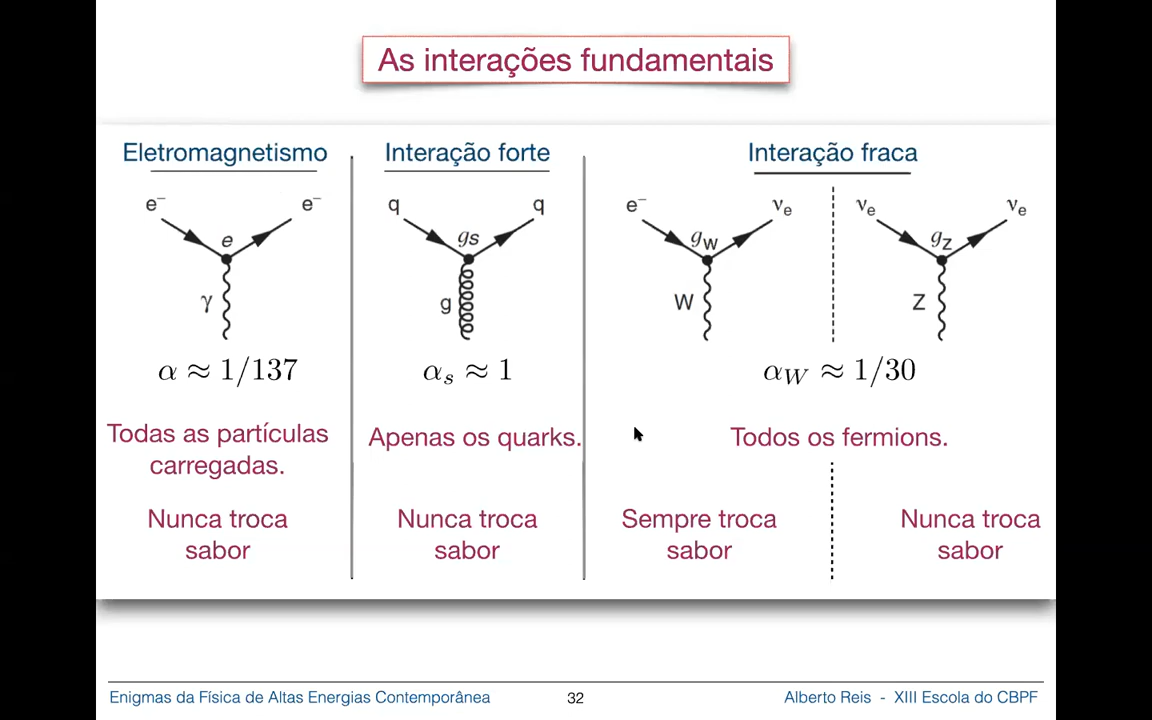 As interações fundamentais
Eletromagnetismo
e⁻
e⁻
e
γ
α ≈ 1/137
Todas as partículas
carregadas.
Nunca troca
sabor
Interação forte
q
q
gs
g
αs ≈ 1
Apenas os quarks.
Nunca troca
sabor
Interação fraca
e⁻
νe
gW
W
νe
νe
gZ
Z
αW ≈ 1/30
Todos os fermions.
Sempre troca
sabor
Nunca troca
sabor
Enigmas da Física de Altas Energias Contemporânea
32
Alberto Reis - XIII Escola do CBPF